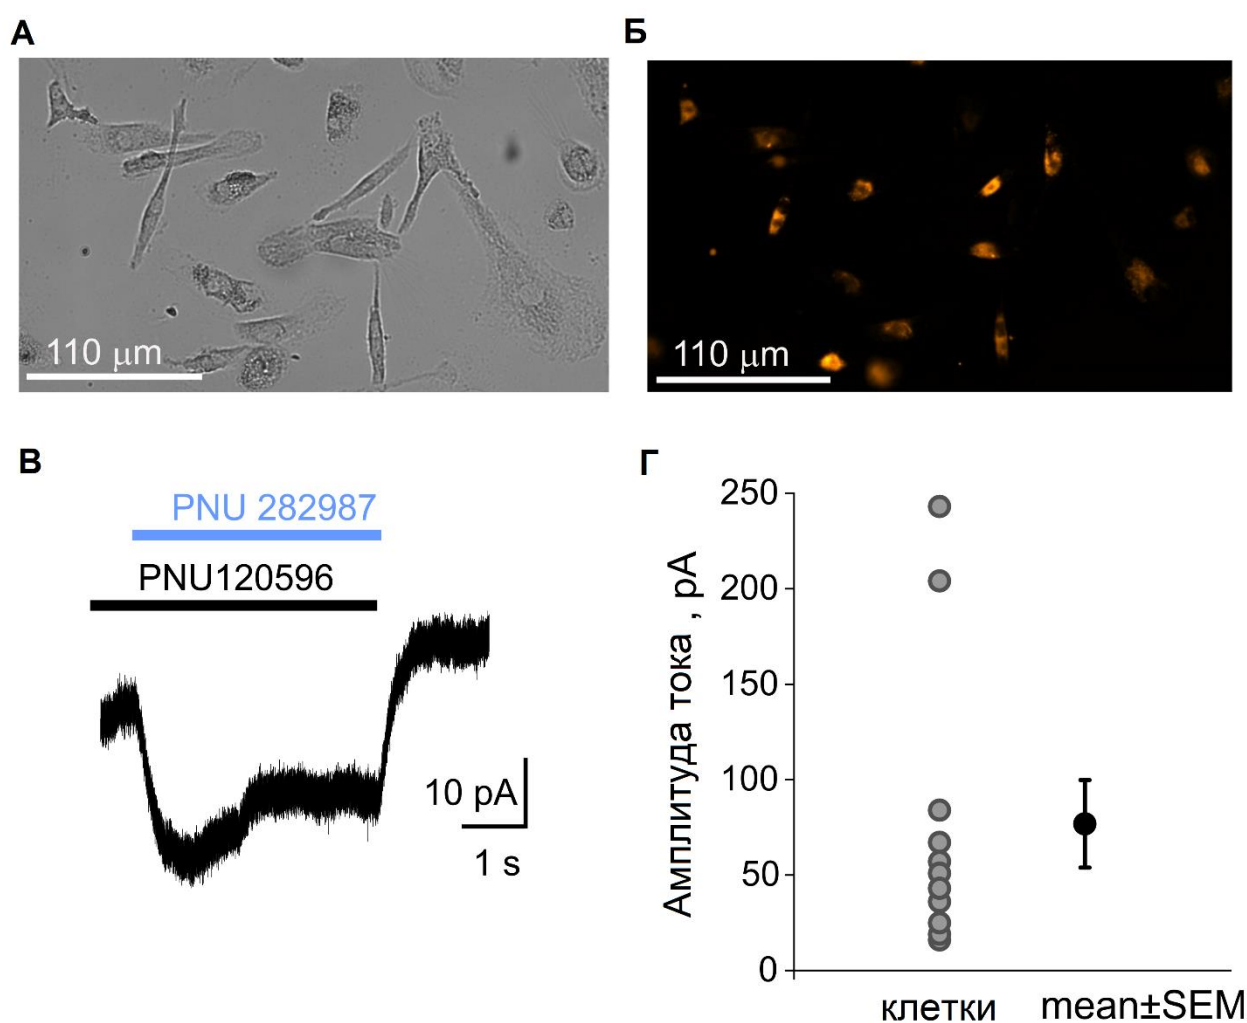 А
Б
110 μm
110 μm
В
PNU 282987
PNU120596
10 pA
1 s
Г
Амплитуда тока , pA
250
200
150
100
50
0
клетки
mean±SEM